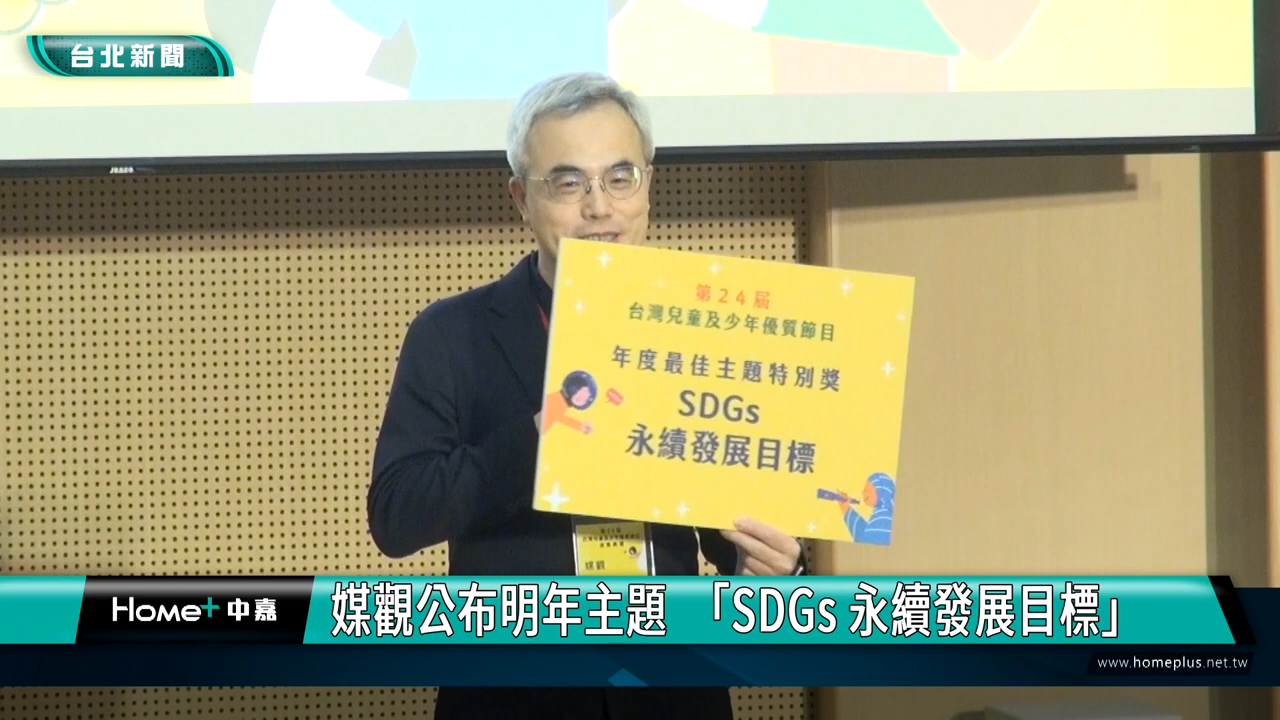 台北新聞
第24屆
台灣兒童及少年優質節目
年度最佳主題特別獎
SDGs
永續發展目標
媒觀
Home+中嘉
媒觀公布明年主題 「SDGs 永續發展目標」
www.homeplus.net.tw